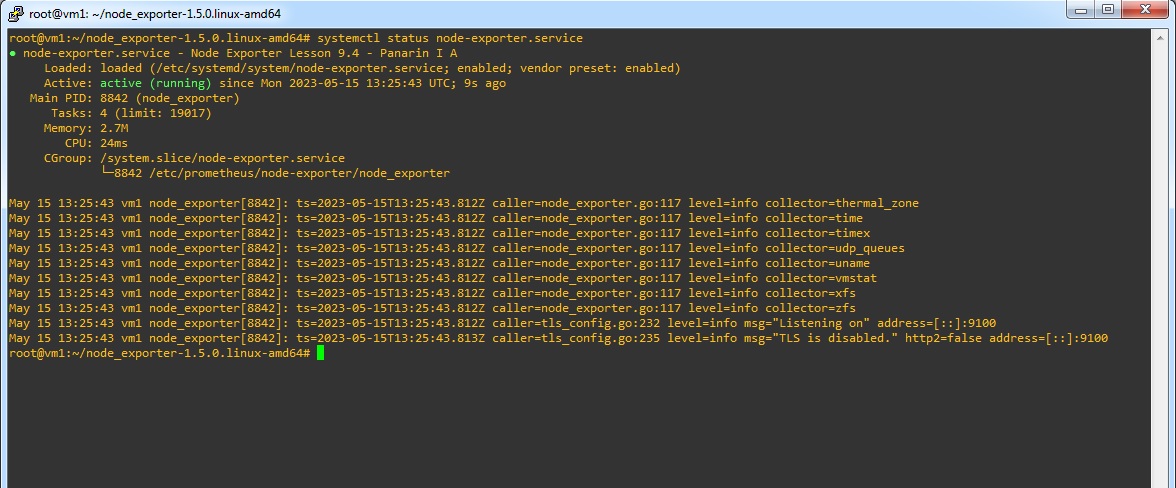 root@vm1: ~/node_exporter-1.5.0.linux-amd64
root@vm1:~/node_exporter-1.5.0.linux-amd64# systemctl status node-exporter.service
● node-exporter.service - Node Exporter Lesson 9.4 - Panarin I A
Loaded: loaded (/etc/systemd/system/node-exporter.service; enabled; vendor preset: enabled)
Active: active (running) since Mon 2023-05-15 13:25:43 UTC; 9s ago
Main PID: 8842 (node_exporter)
Tasks: 4 (limit: 19017)
Memory: 2.7M
CPU: 24ms
CGroup: /system.slice/node-exporter.service
└─8842 /etc/prometheus/node-exporter/node_exporter
May 15 13:25:43 vm1 node_exporter[8842]: ts=2023-05-15T13:25:43.812Z caller=node_exporter.go:117 level=info collector=thermal_zone
May 15 13:25:43 vm1 node_exporter[8842]: ts=2023-05-15T13:25:43.812Z caller=node_exporter.go:117 level=info collector=time
May 15 13:25:43 vm1 node_exporter[8842]: ts=2023-05-15T13:25:43.812Z caller=node_exporter.go:117 level=info collector=timex
May 15 13:25:43 vm1 node_exporter[8842]: ts=2023-05-15T13:25:43.812Z caller=node_exporter.go:117 level=info collector=udp_queues
May 15 13:25:43 vm1 node_exporter[8842]: ts=2023-05-15T13:25:43.812Z caller=node_exporter.go:117 level=info collector=uname
May 15 13:25:43 vm1 node_exporter[8842]: ts=2023-05-15T13:25:43.812Z caller=node_exporter.go:117 level=info collector=vmstat
May 15 13:25:43 vm1 node_exporter[8842]: ts=2023-05-15T13:25:43.812Z caller=node_exporter.go:117 level=info collector=xfs
May 15 13:25:43 vm1 node_exporter[8842]: ts=2023-05-15T13:25:43.812Z caller=node_exporter.go:117 level=info collector=zfs
May 15 13:25:43 vm1 node_exporter[8842]: ts=2023-05-15T13:25:43.812Z caller=tls_config.go:232 level=info msg="Listening on" address=[::]:9100
May 15 13:25:43 vm1 node_exporter[8842]: ts=2023-05-15T13:25:43.813Z caller=tls_config.go:235 level=info msg="TLS is disabled." http2=false address=[::]:9100
root@vm1:~/node_exporter-1.5.0.linux-amd64#